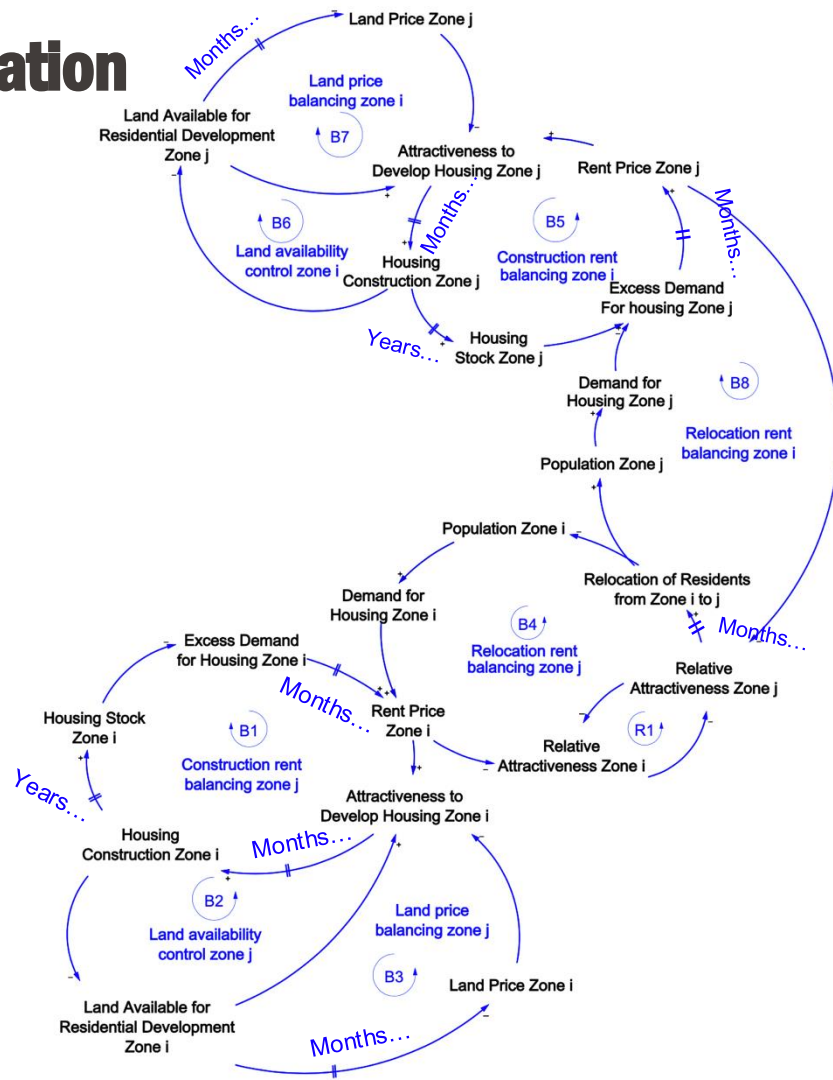 ation
Months...
Land Price Zone j
Land price
balancing zone i
B7
Land Available for
Residential Development
Zone j
Attractiveness to
Develop Housing Zone j
Rent Price Zone j
Months...
Months...
B6
Land availability
control zone i
B5
Construction rent
balancing zone i
Housing
Construction Zone j
Excess Demand
For housing Zone j
Years...
Housing
Stock Zone j
Demand for
Housing Zone j
B8
Relocation rent
balancing zone i
Population Zone j
Population Zone i
Relocation of Residents
from Zone i to j
Demand for
Housing Zone i
B4
Relocation rent
balancing zone j
Months...
Excess Demand
for Housing Zone i
Relative
Attractiveness Zone j
Months...
Housing Stock
Zone i
B1
Rent Price
Zone i
R1
Construction rent
balancing zone j
Relative
Attractiveness Zone i
Years...
Attractiveness to
Develop Housing Zone i
Housing
Construction Zone i
Months...
B2
Land availability
control zone j
Land price
balancing zone j
B3
Land Price Zone i
Land Available for
Residential Development
Zone i
Months...